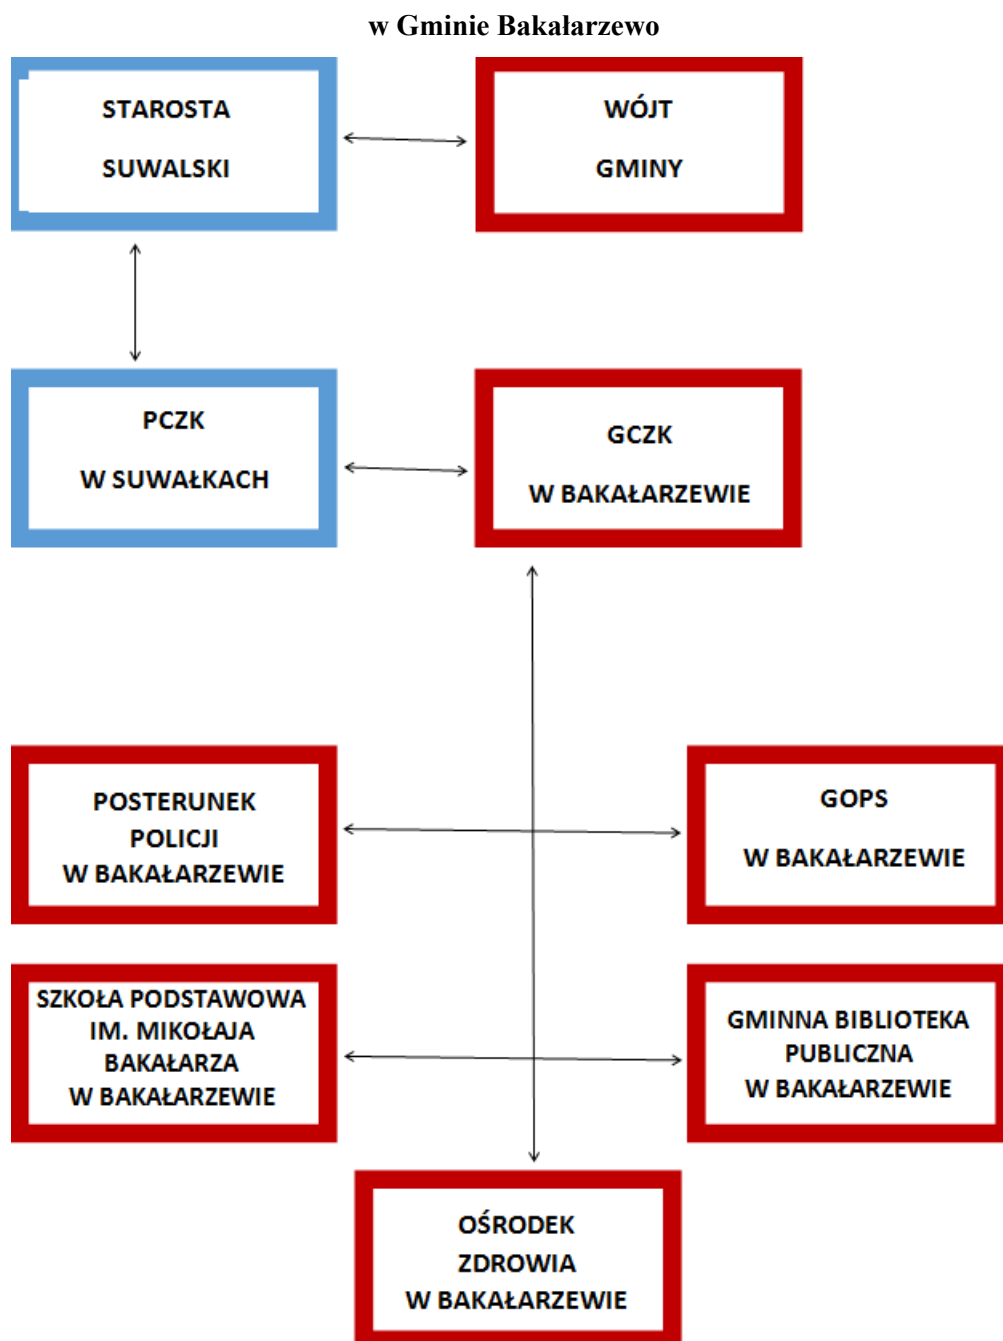 w Gminie Bakałarzewo
STAROSTA
SUWALSKI
WÓJT
GMINY
PCZK
W SUWAŁKACH
GCZK
W BAKAŁARZEWIE
POSTERUNEK
POLICJI
W BAKAŁARZEWIE
GOPS
W BAKAŁARZEWIE
SZKOŁA PODSTAWOWA
IM. MIKOŁAJA
BAKAŁARZA
W BAKAŁARZEWIE
GMINNA BIBLIOTEKA
PUBLICZNA
W BAKAŁARZEWIE
OŚRODEK
ZDROWIA
W BAKAŁARZEWIE